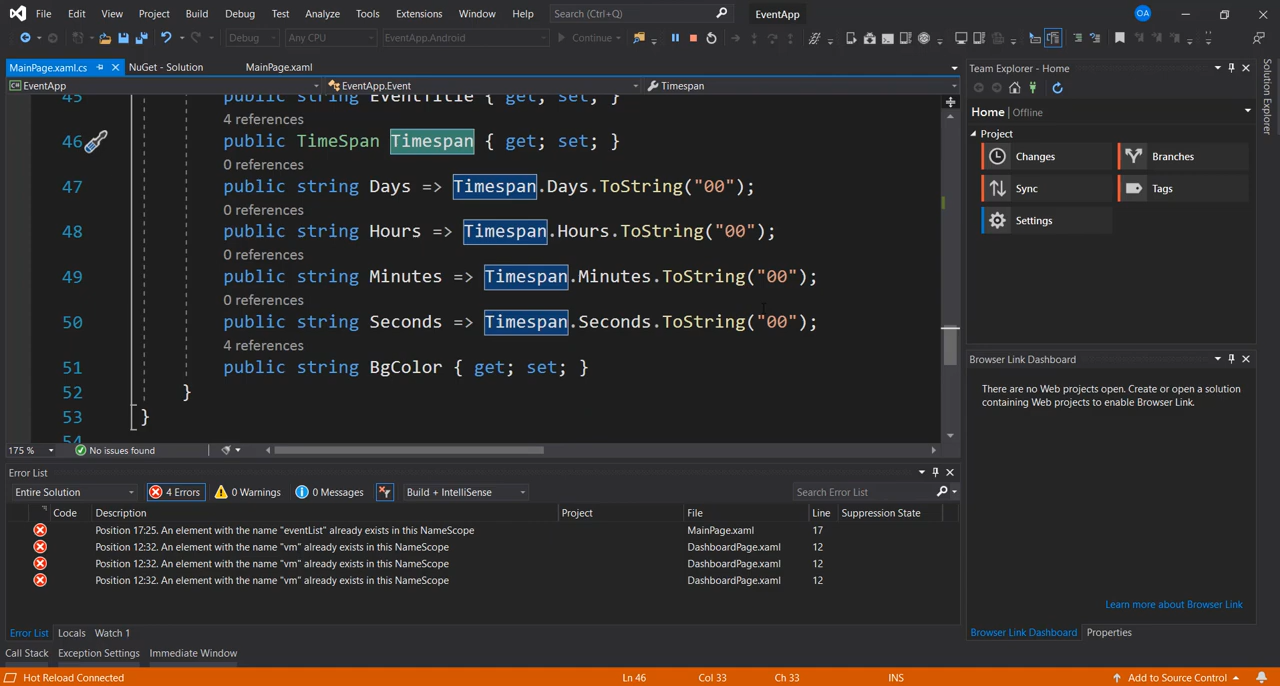 File Edit View Project Build Debug Test Analyze Tools Extensions Window Help Search (Ctrl+Q) EventApp OA
Debug Any CPU EventApp.Android Continue
MainPage.xaml.cs NuGet - Solution MainPage.xaml
EventApp EventApp.Event Timespan
45 public string EventTitle { get; set; }
4 references
46 public TimeSpan Timespan { get; set; }
0 references
47 public string Days => Timespan.Days.ToString("00");
0 references
48 public string Hours => Timespan.Hours.ToString("00");
0 references
49 public string Minutes => Timespan.Minutes.ToString("00");
0 references
50 public string Seconds => Timespan.Seconds.ToString("00");
4 references
51 public string BgColor { get; set; }
52 }
53 }
54
175 % No issues found
Error List
Entire Solution 4 Errors 0 Warnings 0 Messages Build + IntelliSense Search Error List
Code Description Project File Line Suppression State
Position 17:25. An element with the name "eventList" already exists in this NameScope MainPage.xaml 17
Position 12:32. An element with the name "vm" already exists in this NameScope DashboardPage.xaml 12
Position 12:32. An element with the name "vm" already exists in this NameScope DashboardPage.xaml 12
Position 12:32. An element with the name "vm" already exists in this NameScope DashboardPage.xaml 12
Error List Locals Watch 1
Call Stack Exception Settings Immediate Window
Team Explorer - Home
Home | Offline
Project
Changes Branches
Sync Tags
Settings
Browser Link Dashboard
There are no Web projects open. Create or open a solution
containing Web projects to enable Browser Link.
Learn more about Browser Link
Browser Link Dashboard Properties
Solution Explorer
Hot Reload Connected Ln 46 Col 33 Ch 33 INS Add to Source Control